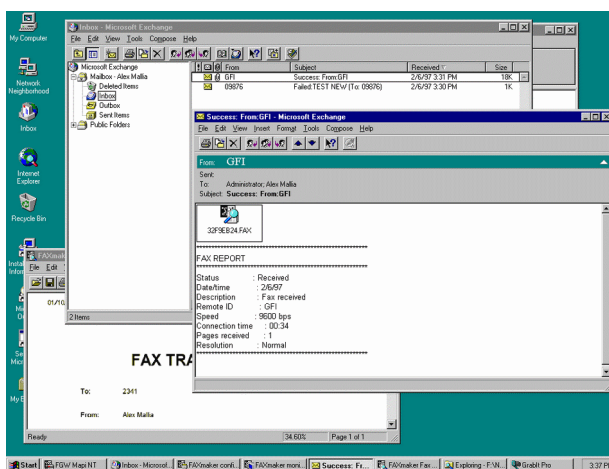 My Computer
Network
Neighborhood
Inbox
Internet
Explorer
Recycle Bin
Inbox - Microsoft Exchange
File Edit View Tools Compose Help
Microsoft Exchange
Mailbox - Alex Mallia
Deleted Items
Inbox
Outbox
Sent Items
Public Folders
From Subject Received Size
GFI Success: From:GFI 2/6/97 3:31 PM 18K
09876 Failed:TEST NEW (To: 09876) 2/6/97 3:30 PM 1K
2 Items
Success: From:GFI - Microsoft Exchange
File Edit View Insert Format Tools Compose Help
From: GFI
Sent:
To: Administrator; Alex Mallia
Subject: Success: From:GFI
32F9EB24.FAX
**************************************************
FAX REPORT
**************************************************
Status : Received
Date/time : 2/6/97
Description : Fax received
Remote ID : GFI
Speed : 9600 bps
Connection time : 00:34
Pages received : 1
Resolution : Normal
**************************************************
File Edit
01/10
FAX TRA
To: 2341
From: Alex Mallia
Ready 34.60% Page 1 of 1
Start FGW Mapi NT Inbox - Microsof... FAXmaker confi... FAXmaker moni... Success: Fr... FAXmaker Fax... Exploring - F:\N... GrabIt Pro 3:37 PM